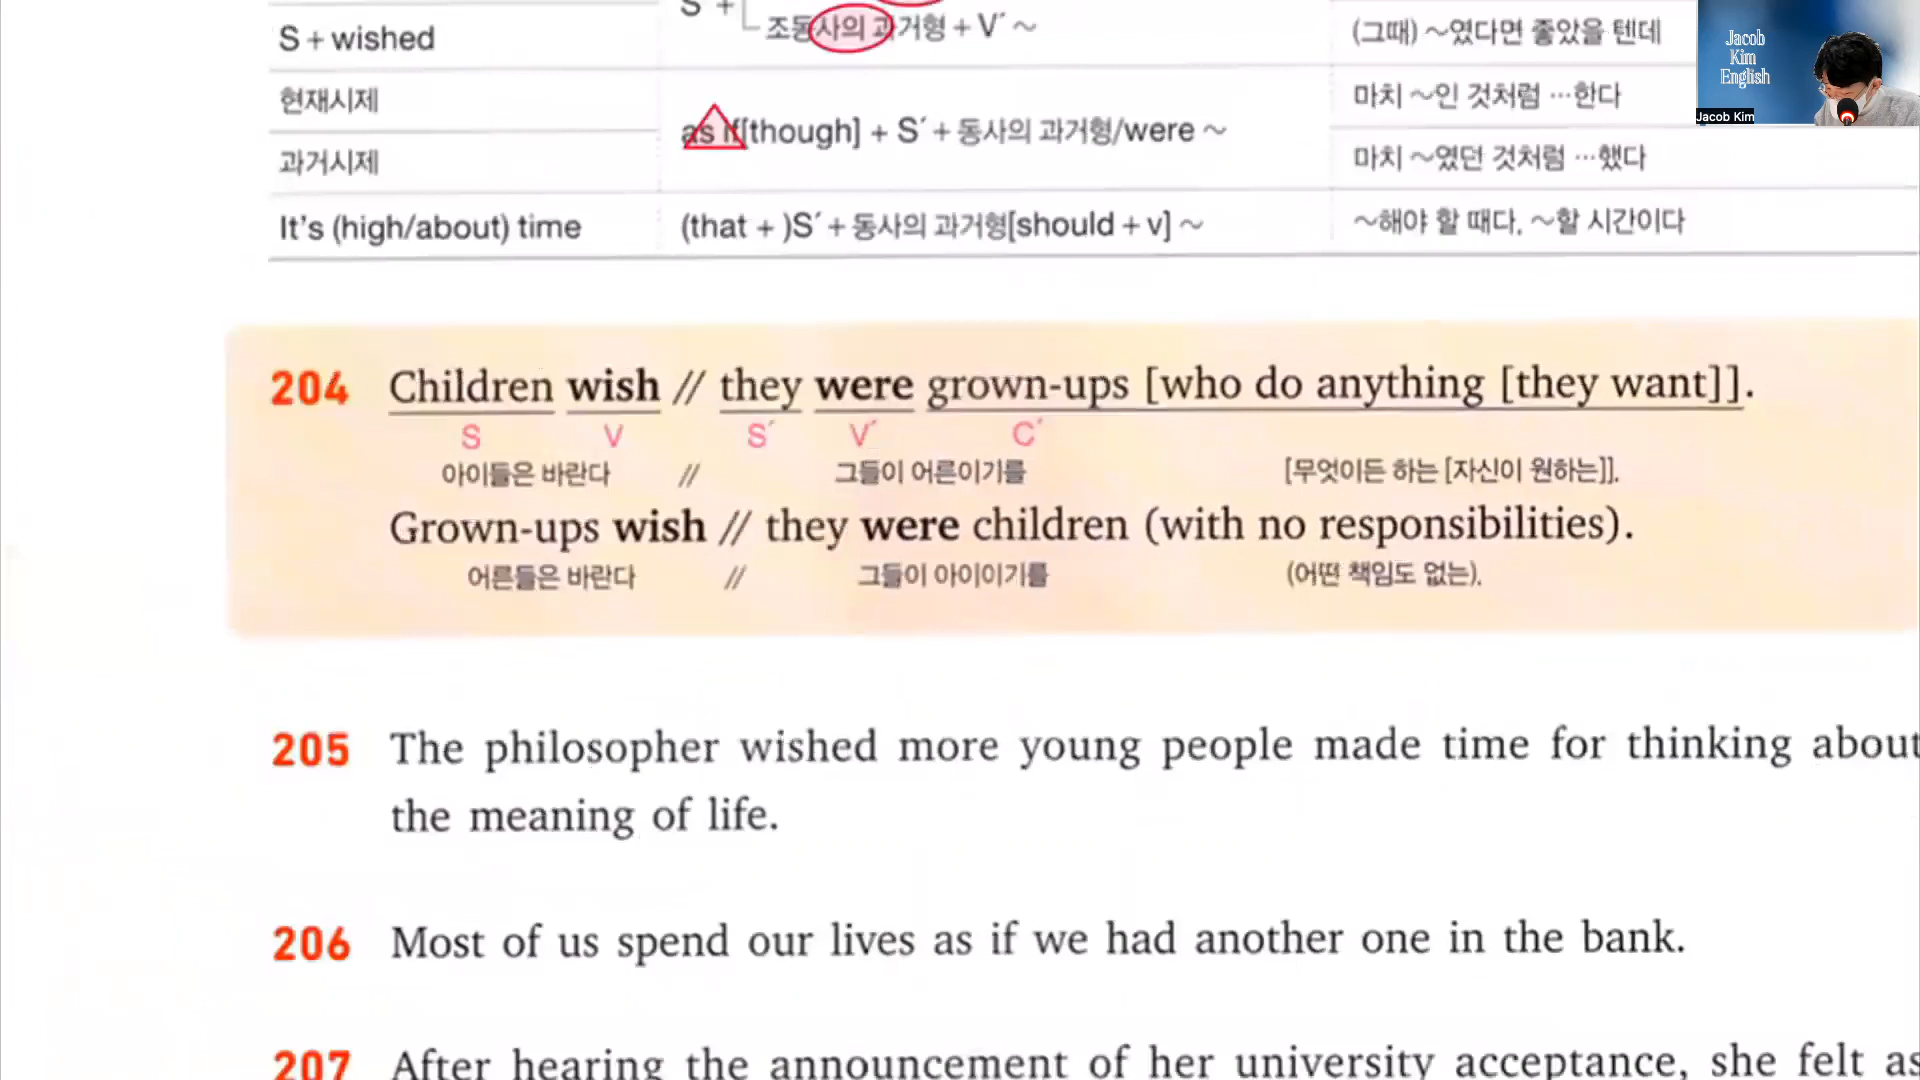 S´ +
조동사의 과거형 + V´ ~
S + wished
(그때) ~였다면 좋았을 텐데
현재시제
마치 ~인 것처럼 …한다
as if[though] + S´ + 동사의 과거형/were ~
과거시제
마치 ~였던 것처럼 …했다
It's (high/about) time
(that + )S´ + 동사의 과거형[should + v] ~
~해야 할 때다, ~할 시간이다
Jacob
Kim
English
Jacob Kim
204 Children wish // they were grown-ups [who do anything [they want]].
S V S´ V´ C´
아이들은 바란다 // 그들이 어른이기를 [무엇이든 하는 [자신이 원하는]].
Grown-ups wish // they were children (with no responsibilities).
어른들은 바란다 // 그들이 아이이기를 (어떤 책임도 없는).
205 The philosopher wished more young people made time for thinking about
the meaning of life.
206 Most of us spend our lives as if we had another one in the bank.
207 After hearing the announcement of her university acceptance, she felt as